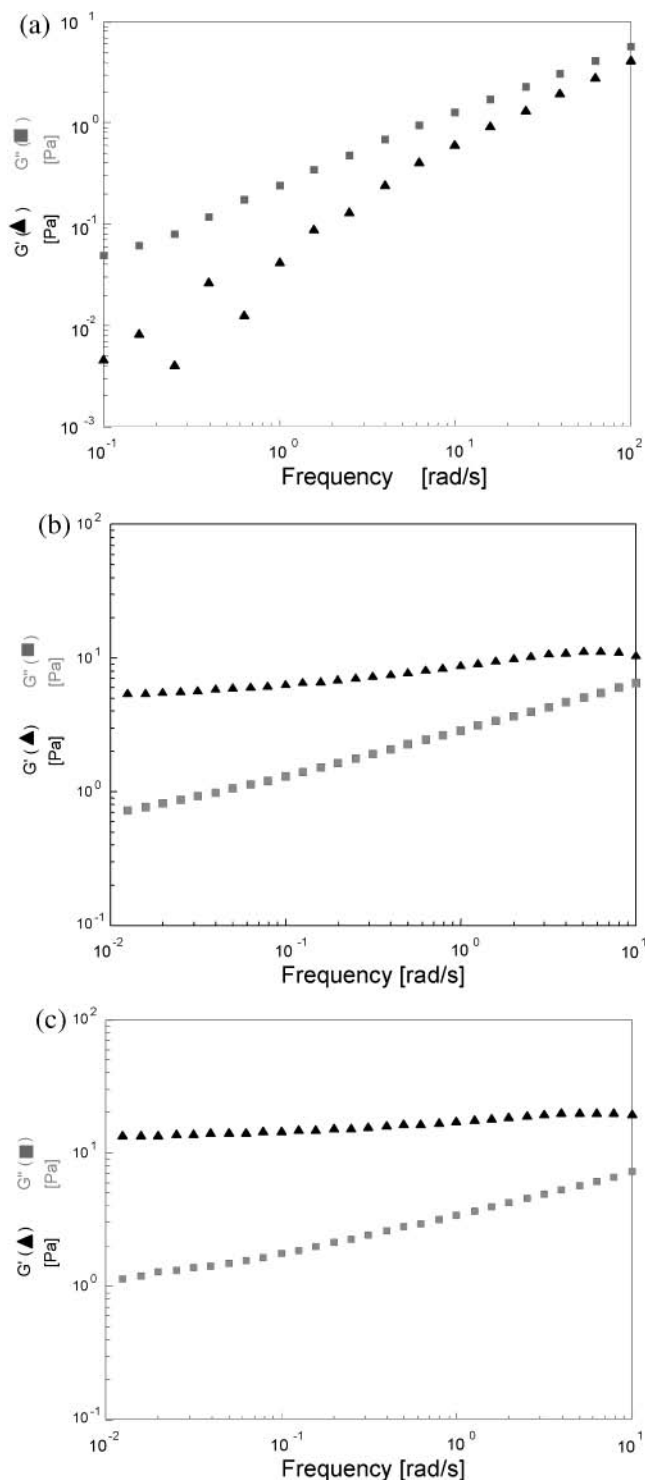 (a)
10^1
10^0
10^-1
10^-2
10^-3
G'' (■)
[Pa]
G' (▲)
[Pa]
10^-1 10^0 10^1 10^2
Frequency [rad/s]
(b)
10^2
10^1
10^0
10^-1
G'' (■)
[Pa]
G' (▲)
[Pa]
10^-2 10^-1 10^0 10^1
Frequency [rad/s]
(c)
10^2
10^1
10^0
10^-1
G'' (■)
[Pa]
G' (▲)
[Pa]
10^-2 10^-1 10^0 10^1
Frequency [rad/s]